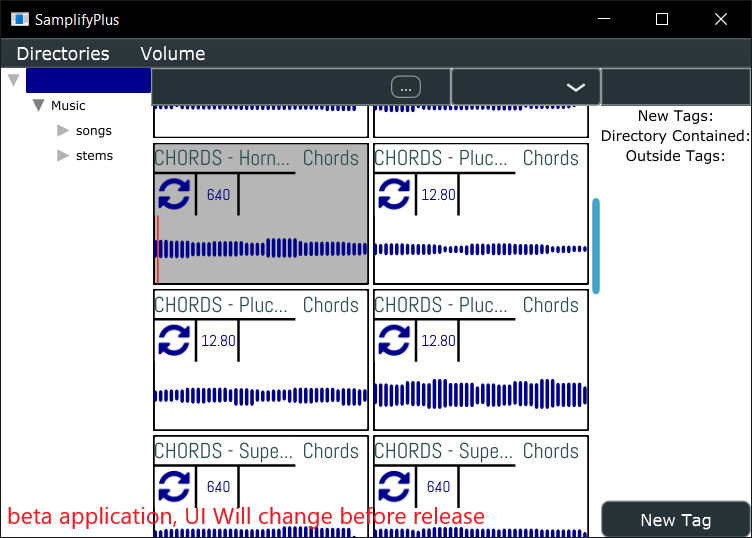 SamplifyPlus
Directories Volume
...
Music
songs
stems
New Tags:
Directory Contained:
Outside Tags:
CHORDS - Horn... Chords
640
CHORDS - Pluc... Chords
12.80
CHORDS - Pluc... Chords
12.80
CHORDS - Pluc... Chords
12.80
CHORDS - Supe... Chords
640
CHORDS - Supe... Chords
640
beta application, UI Will change before release
New Tag